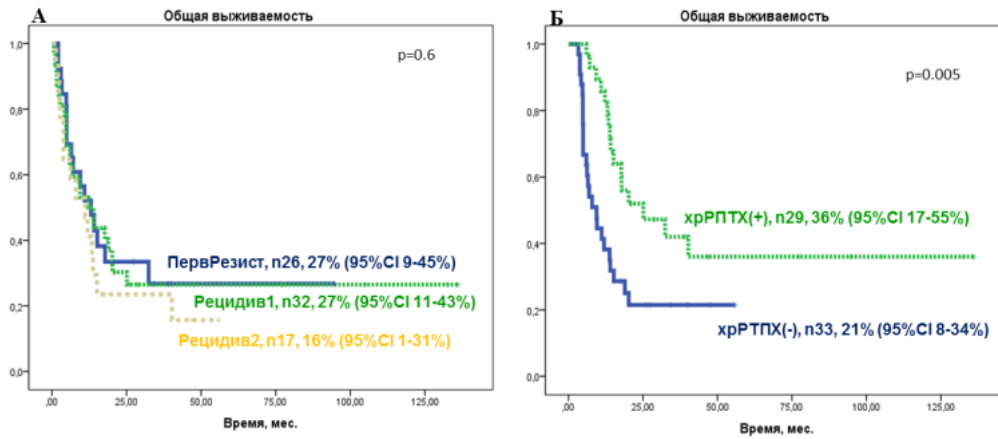 А
Общая выживаемость
p=0.6
1,0
0,8
0,6
0,4
0,2
0,0
ПервРезист, n26, 27% (95%CI 9-45%)
Рецидив1, n32, 27% (95%CI 11-43%)
Рецидив2, n17, 16% (95%CI 1-31%)
,00
25,00
50,00
75,00
100,00
125,00
Время, мес.
Б
Общая выживаемость
p=0.005
1,0
0,8
0,6
0,4
0,2
0,0
хрРПТХ(+), n29, 36% (95%CI 17-55%)
хрРТПХ(-), n33, 21% (95%CI 8-34%)
,00
25,00
50,00
75,00
100,00
125,00
Время, мес.